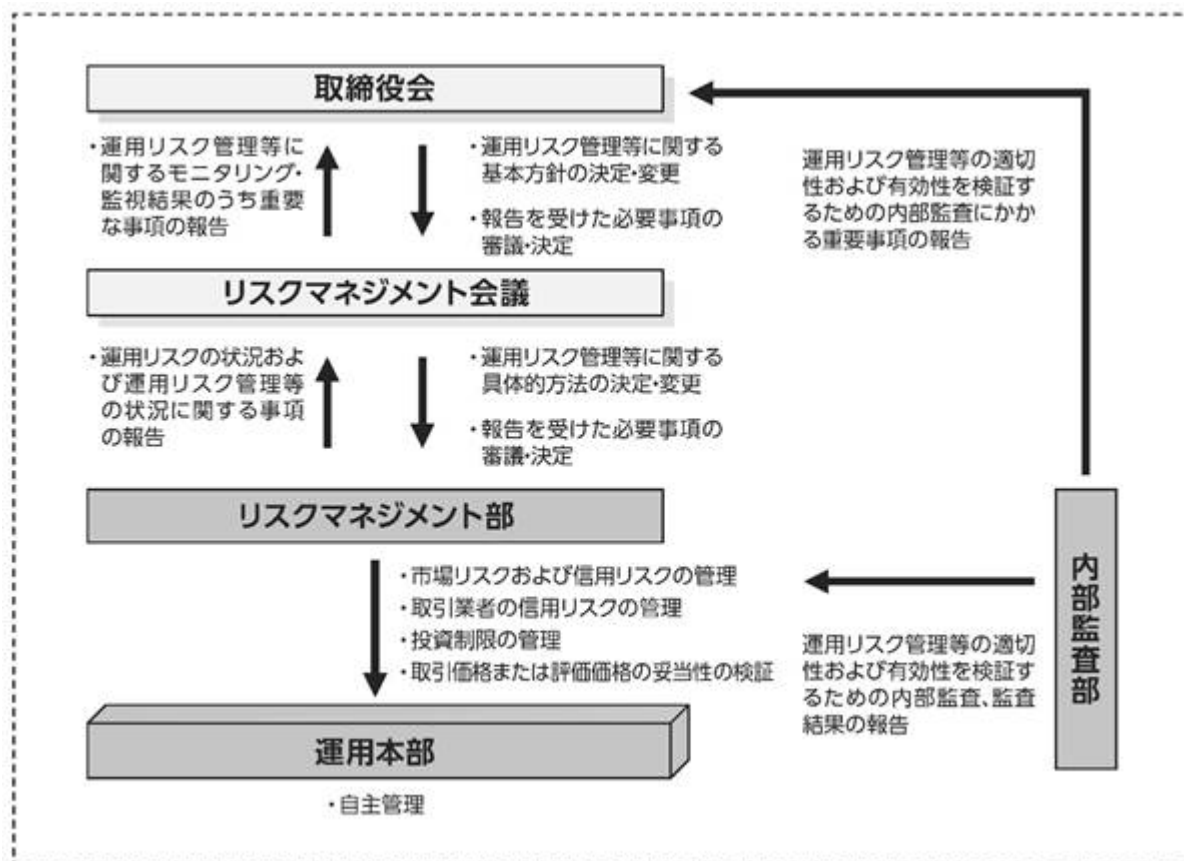 取締役会
・運用リスク管理等に
関するモニタリング・
監視結果のうち重要
な事項の報告
・運用リスク管理等に関する
基本方針の決定・変更
・報告を受けた必要事項の
審議・決定
運用リスク管理等の適切
性および有効性を検証す
るための内部監査にかか
る重要事項の報告
リスクマネジメント会議
・運用リスクの状況およ
び運用リスク管理等
の状況に関する事項
の報告
・運用リスク管理等に関する
具体的方法の決定・変更
・報告を受けた必要事項の
審議・決定
リスクマネジメント部
・市場リスクおよび信用リスクの管理
・取引業者の信用リスクの管理
・投資制限の管理
・取引価格または評価価格の妥当性の検証
運用リスク管理等の適切
性および有効性を検証す
るための内部監査、監査
結果の報告
内部監査部
運用本部
・自主管理